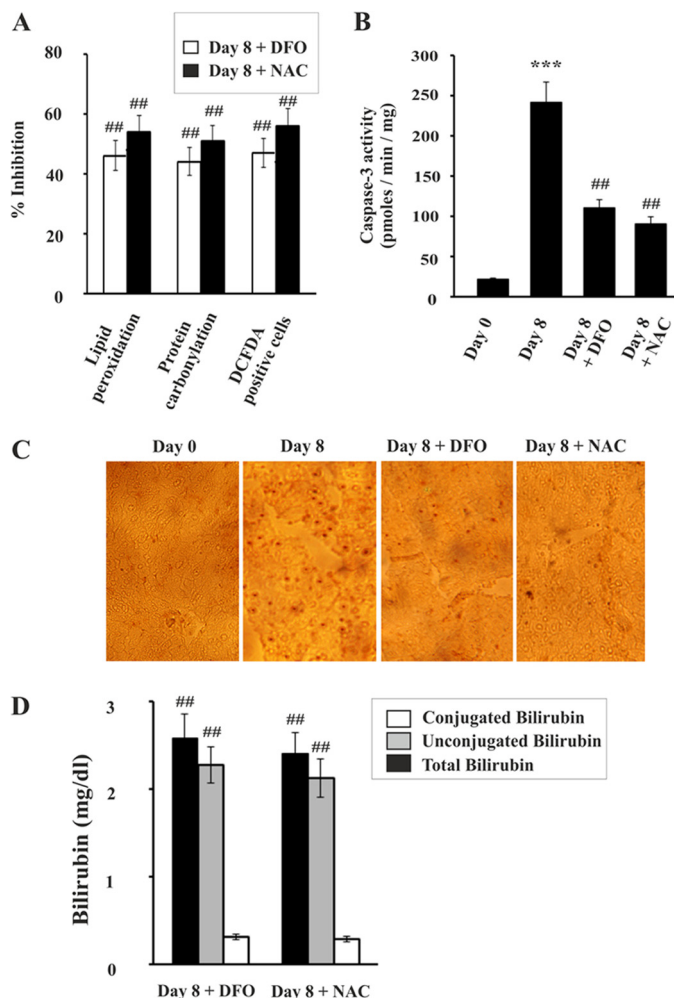 A
Day 8 + DFO
Day 8 + NAC
80
60
40
20
0
% Inhibition
##
##
##
##
##
##
Lipid
peroxidation
Protein
carbonylation
DCFDA
positive cells
B
300
250
200
150
100
50
0
Caspase-3 activity
(pmoles / min / mg)
***
##
##
Day 0
Day 8
Day 8
+ DFO
Day 8
+ NAC
C
Day 0
Day 8
Day 8 + DFO
Day 8 + NAC
D
3
2
1
0
Bilirubin (mg/dl)
##
##
##
##
Conjugated Bilirubin
Unconjugated Bilirubin
Total Bilirubin
Day 8 + DFO
Day 8 + NAC